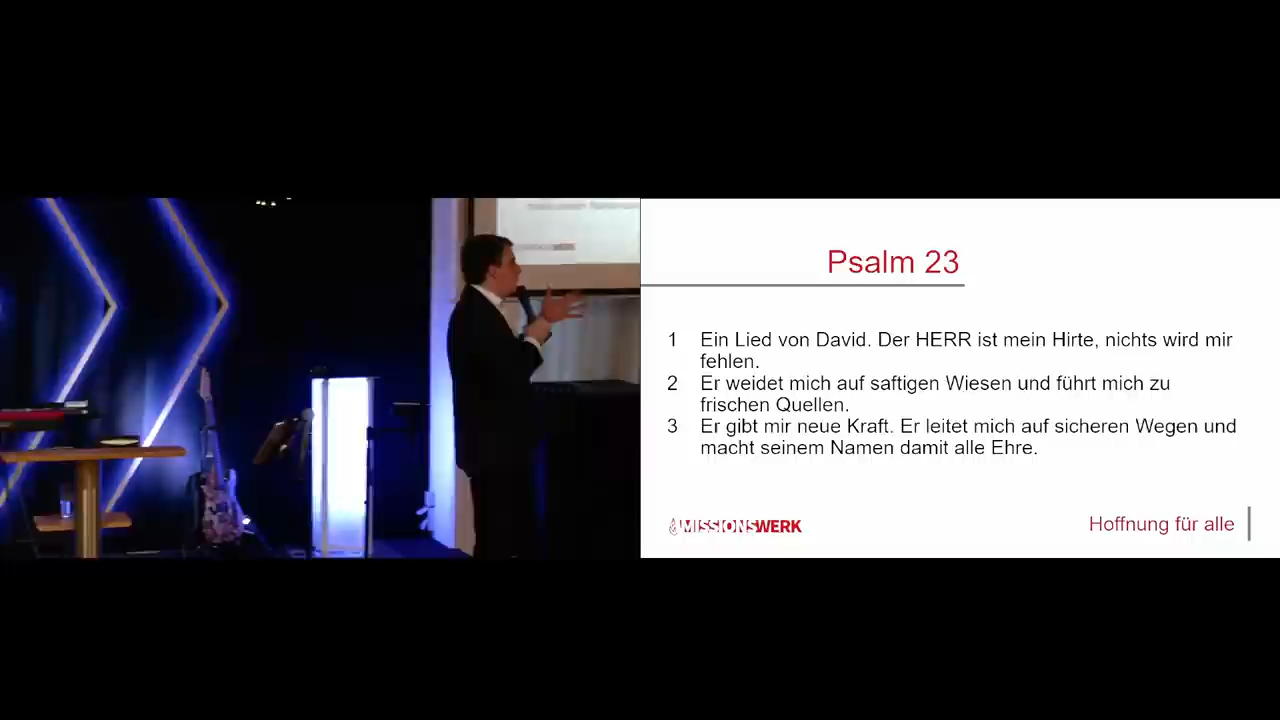 Psalm 23
1 Ein Lied von David. Der HERR ist mein Hirte, nichts wird mir
fehlen.
2 Er weidet mich auf saftigen Wiesen und führt mich zu
frischen Quellen.
3 Er gibt mir neue Kraft. Er leitet mich auf sicheren Wegen und
macht seinem Namen damit alle Ehre.
MISSIONSWERK
Hoffnung für alle